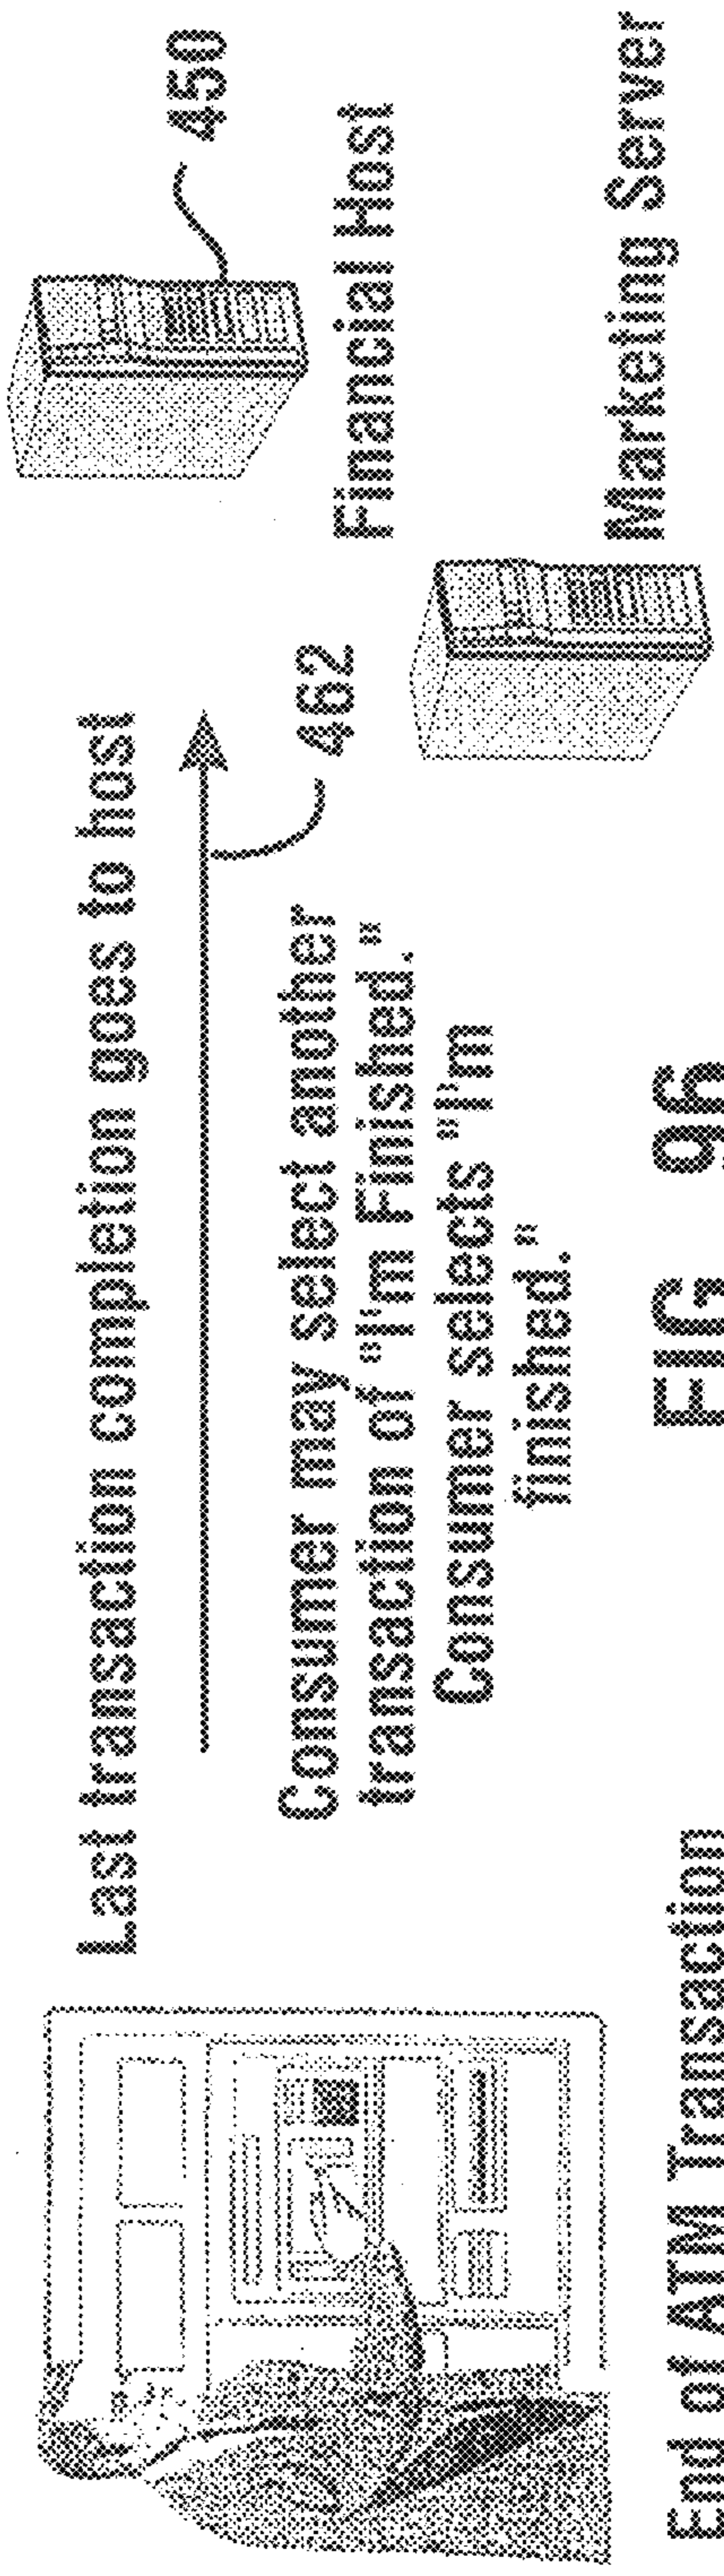 Last transaction completion goes to host
450
Financial Host
462
Consumer may select another
transaction of "I'm Finished."
Consumer selects "I'm
finished."
Marketing Server
End of ATM Transaction
FIG 96